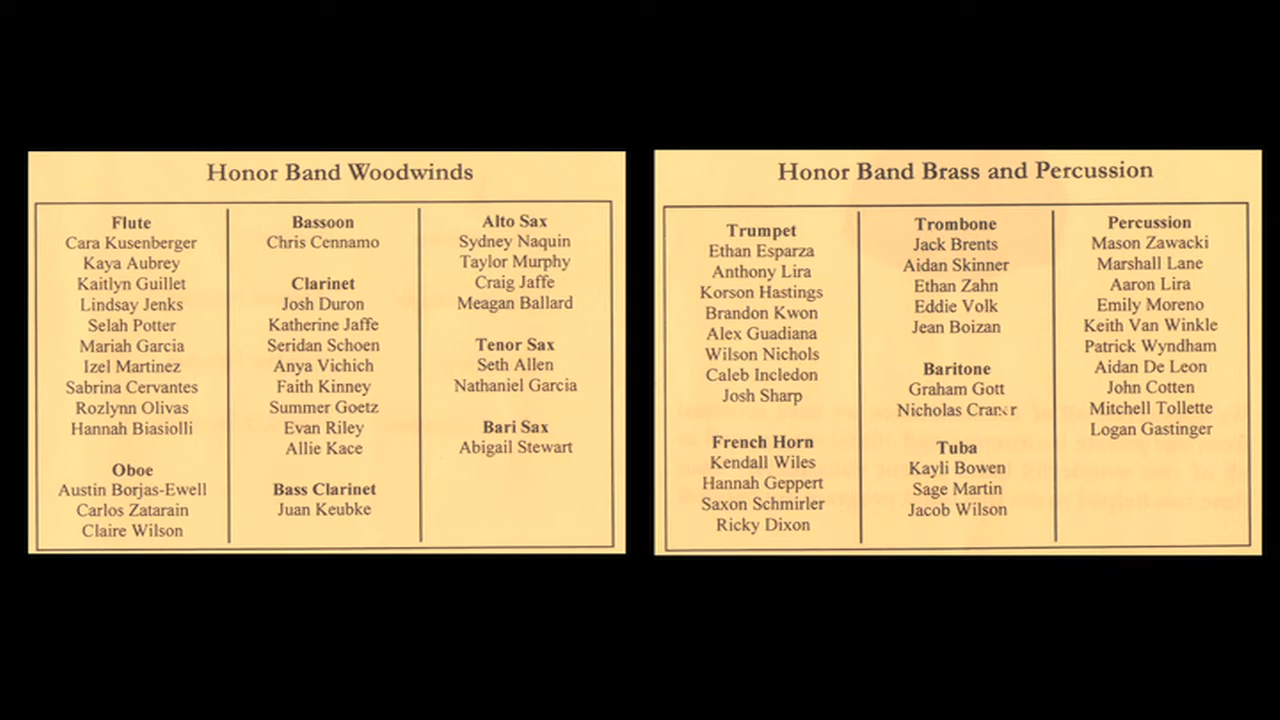 Honor Band Woodwinds
Flute
Cara Kusenberger
Kaya Aubrey
Kaitlyn Guillet
Lindsay Jenks
Selah Potter
Mariah Garcia
Izel Martinez
Sabrina Cervantes
Rozlynn Olivas
Hannah Biasiolli
Oboe
Austin Borjas-Ewell
Carlos Zatarain
Claire Wilson
Bassoon
Chris Cennamo
Clarinet
Josh Duron
Katherine Jaffe
Seridan Schoen
Anya Vichich
Faith Kinney
Summer Goetz
Evan Riley
Allie Kace
Bass Clarinet
Juan Keubke
Alto Sax
Sydney Naquin
Taylor Murphy
Craig Jaffe
Meagan Ballard
Tenor Sax
Seth Allen
Nathaniel Garcia
Bari Sax
Abigail Stewart
Honor Band Brass and Percussion
Trumpet
Ethan Esparza
Anthony Lira
Korson Hastings
Brandon Kwon
Alex Guadiana
Wilson Nichols
Caleb Incledon
Josh Sharp
French Horn
Kendall Wiles
Hannah Geppert
Saxon Schmirler
Ricky Dixon
Trombone
Jack Brents
Aidan Skinner
Ethan Zahn
Eddie Volk
Jean Boizan
Baritone
Graham Gott
Nicholas Cramer
Tuba
Kayli Bowen
Sage Martin
Jacob Wilson
Percussion
Mason Zawacki
Marshall Lane
Aaron Lira
Emily Moreno
Keith Van Winkle
Patrick Wyndham
Aidan De Leon
John Cotten
Mitchell Tollette
Logan Gastinger